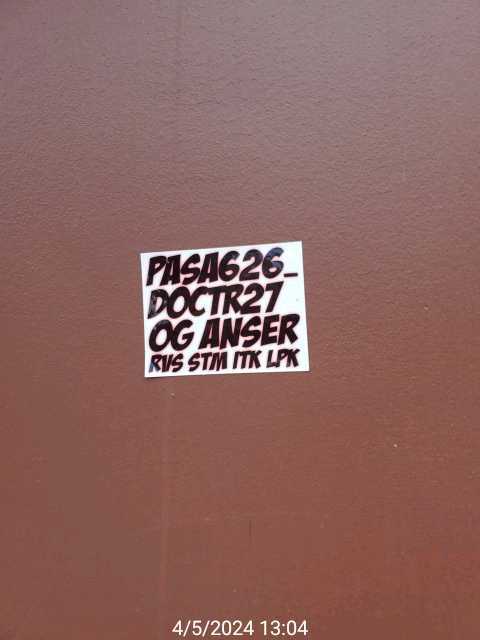 PASA626_
DOCTR27
OG ANSER
RVS STM ITK LPK
4/5/2024 13:04